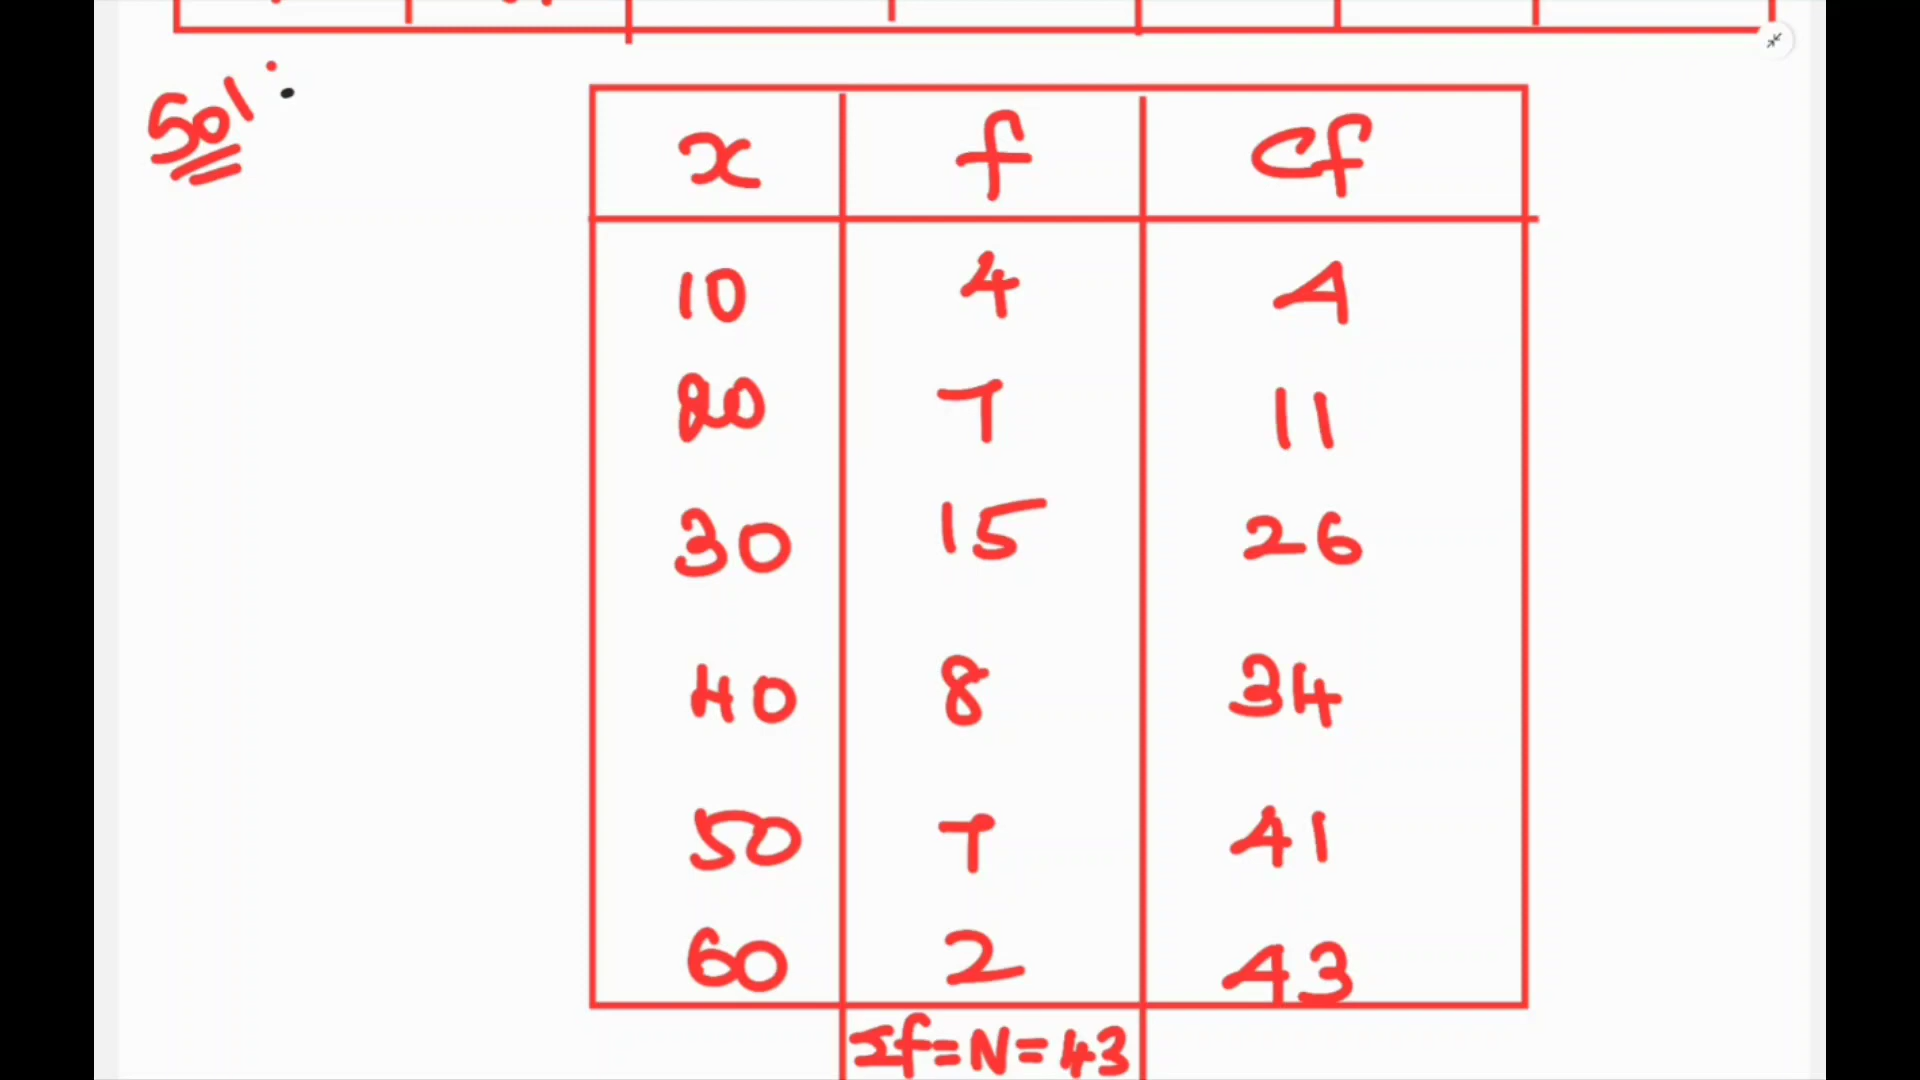 Sol :
x f Cf
10 4 4
20 7 11
30 15 26
40 8 34
50 7 41
60 2 43
Σf = N = 43